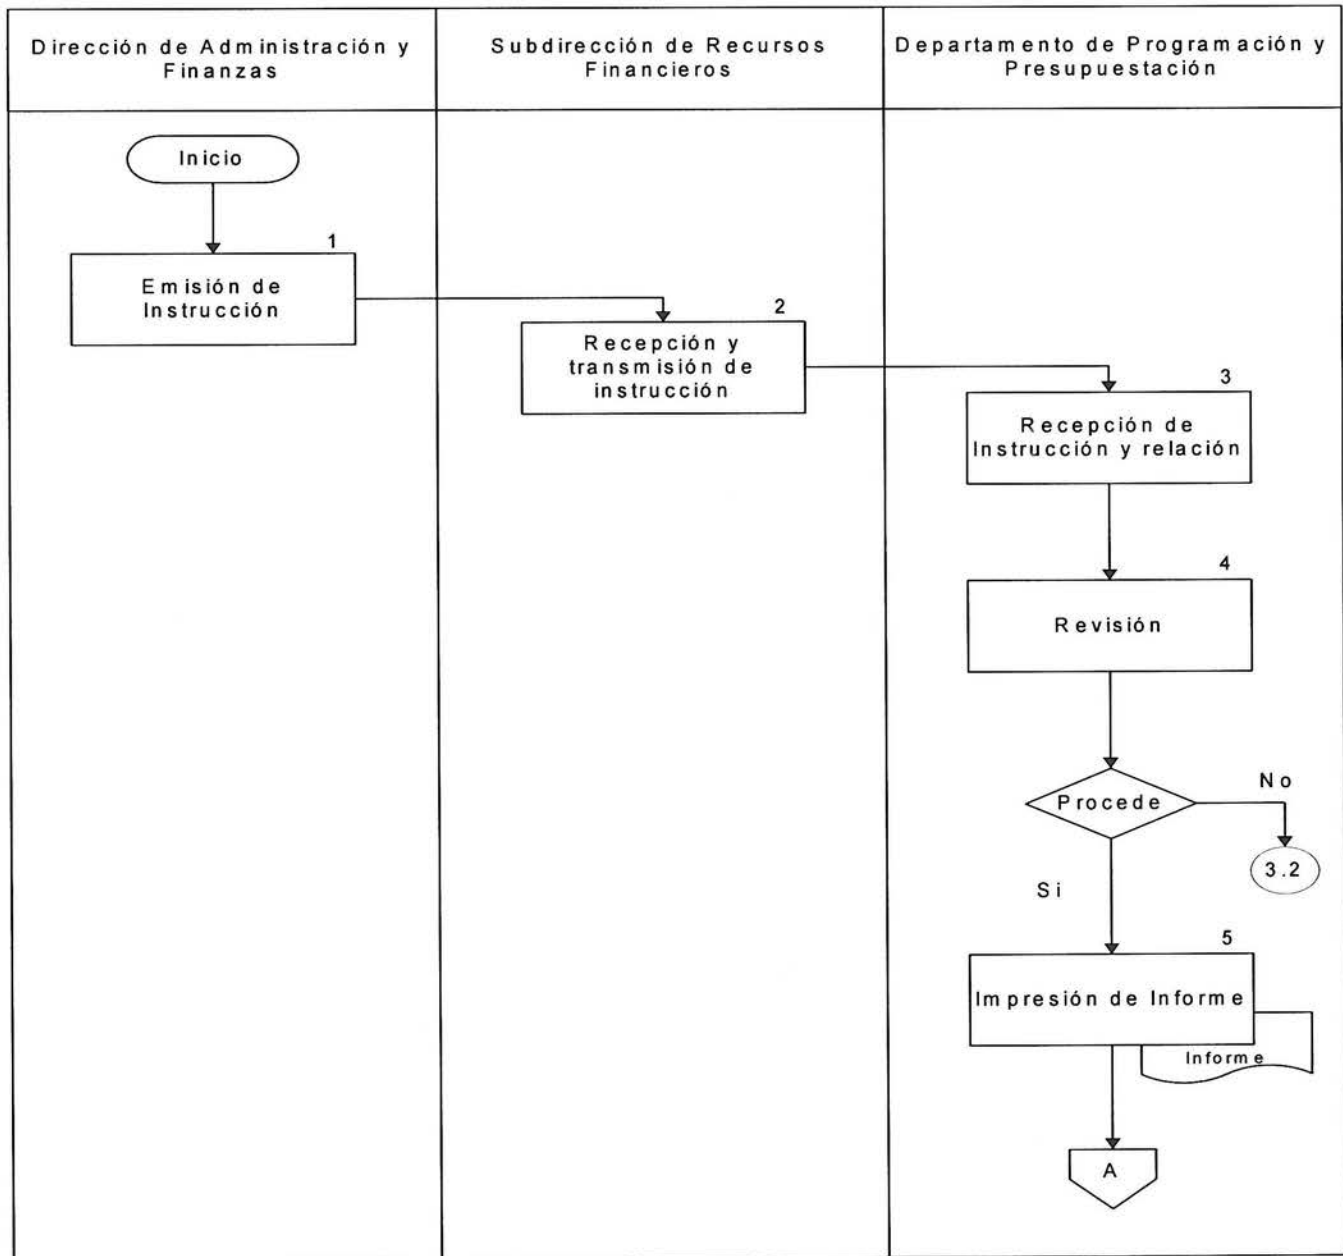 Dirección de Administración y
Finanzas
Subdirección de Recursos
Financieros
Departamento de Programación y
Presupuestación
Inicio
1
Emisión de
Instrucción
2
Recepción y
transmisión de
instrucción
3
Recepción de
Instrucción y relación
4
Revisión
Procede
No
3.2
Si
5
Impresión de Informe
Informe
A